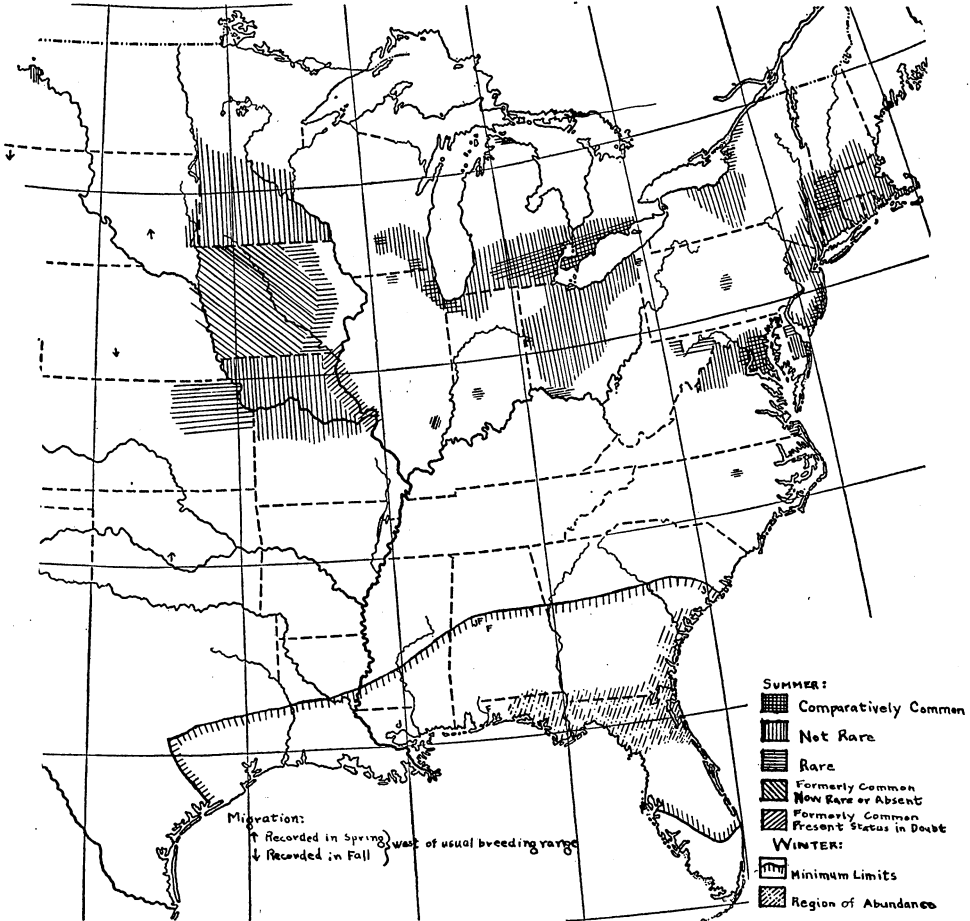 JF F
SUMMER:
Comparatively Common
Not Rare
Rare
Formerly Common
Now Rare or Absent
Formerly Common
Present Status in Doubt
WINTER:
Minimum Limits
Region of Abundance
Migration:
↑ Recorded in Spring
↓ Recorded in Fall
} west of usual breeding range